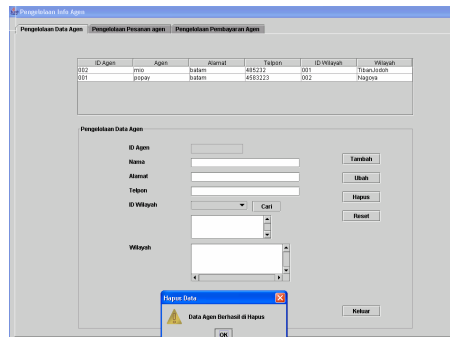 Pengelolaan Info Agen
Pengelolaan Data Agen Pengelolaan Pesanan agen Pengelolaan Pembayaran Agen
ID Agen Agen Alamat Telpon ID Wilayah Wilayah
002 mio batam 485232 001 TibanJodoh
001 popay batam 4583223 002 Nagoya
Pengelolaan Data Agen
ID Agen
Nama Tambah
Alamat Ubah
Telpon Hapus
ID Wilayah Cari
Reset
Wilayah
Hapus Data
Data Agen Berhasil di Hapus
Keluar
OK